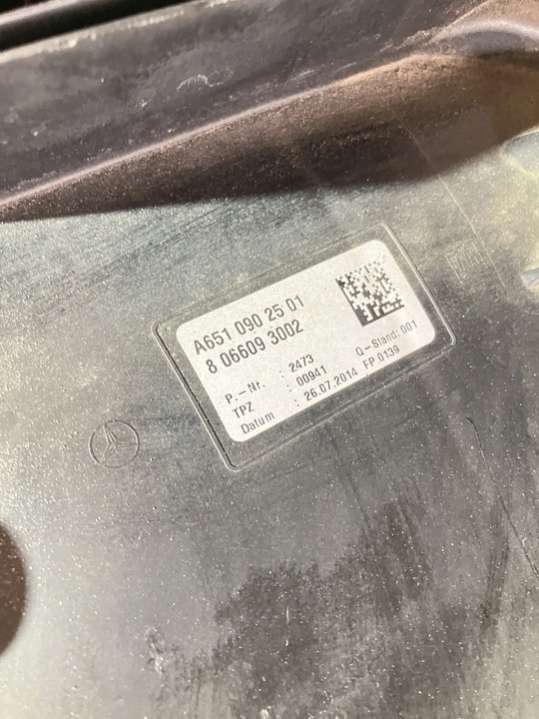 A651 090 25 01
8 06609 3002
P.-Nr. : 2473 Q-Stand: 001
TPZ : 00941 FP 0139
Datum : 26.07.2014